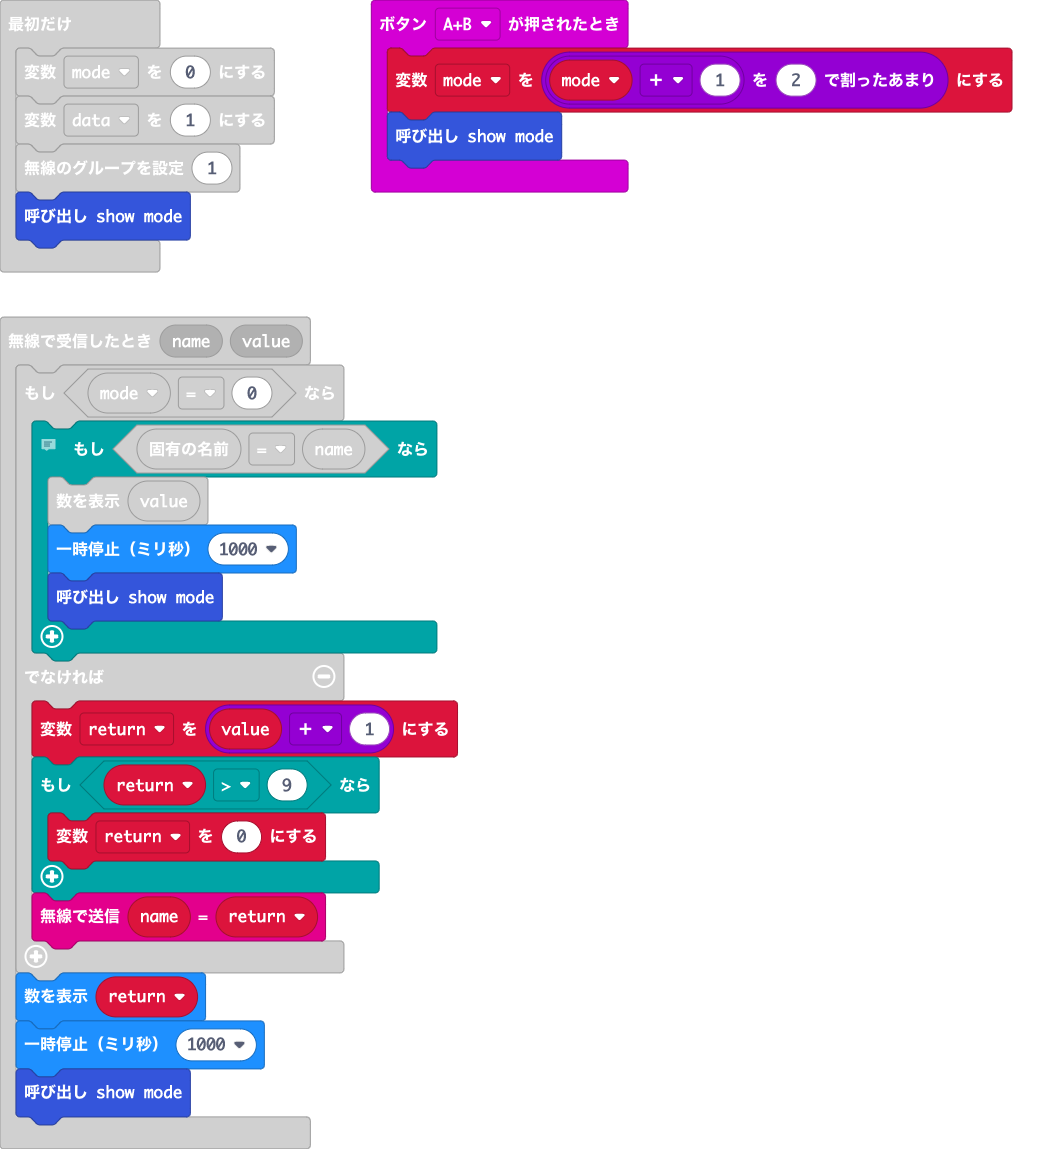 最初だけ
変数 mode を 0 にする
変数 data を 1 にする
無線のグループを設定 1
呼び出し show mode
ボタン A+B が押されたとき
変数 mode を mode + 1 を 2 で割ったあまり にする
呼び出し show mode
無線で受信したとき name value
もし mode = 0 なら
もし 固有の名前 = name なら
数を表示 value
一時停止（ミリ秒） 1000
呼び出し show mode
でなければ
変数 return を value + 1 にする
もし return > 9 なら
変数 return を 0 にする
無線で送信 name = return
数を表示 return
一時停止（ミリ秒） 1000
呼び出し show mode